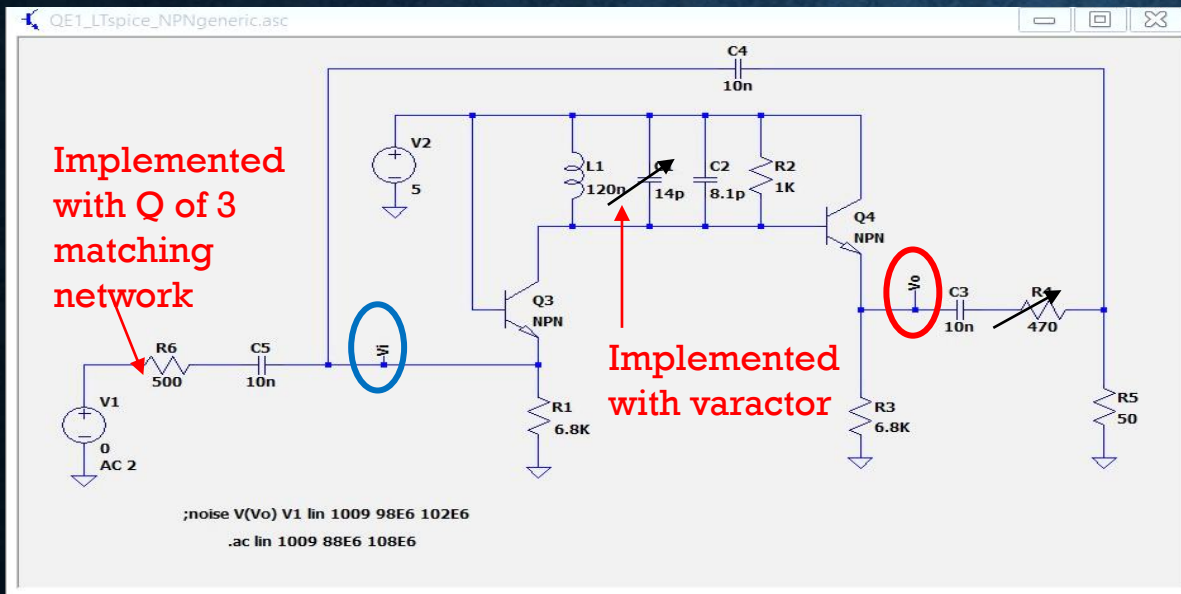 QE1_LTspice_NPNgeneric.asc
C4
10n
V2
5
L1
120n
C1
14p
C2
8.1p
R2
1K
Q4
NPN
Implemented
with Q of 3
matching
network
Q3
NPN
Vo
C3
10n
R4
470
R6
500
C5
10n
Vi
Implemented
with varactor
V1
0
AC 2
R1
6.8K
R3
6.8K
R5
50
;noise V(Vo) V1 lin 1009 98E6 102E6
.ac lin 1009 88E6 108E6